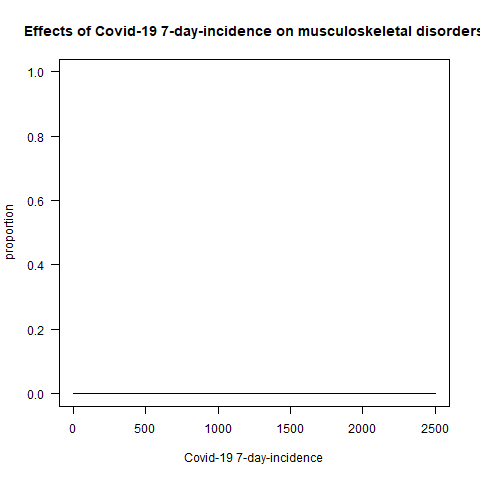 Effects of Covid-19 7-day-incidence on musculoskeletal disorders
1.0
0.8
0.6
0.4
0.2
0.0
proportion
0 500 1000 1500 2000 2500
Covid-19 7-day-incidence